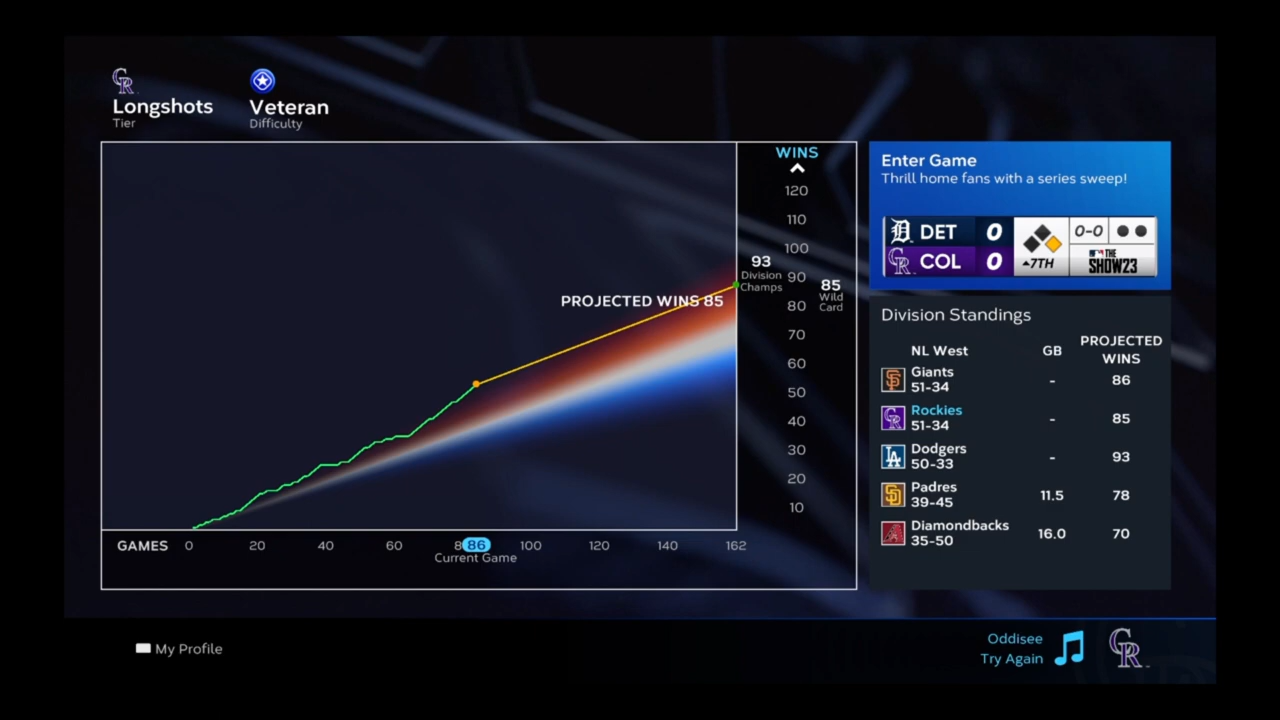 Longshots
Tier
Veteran
Difficulty
WINS
120
110
100
90
80
70
60
50
40
30
20
10
93
Division
Champs
85
Wild
Card
PROJECTED WINS 85
GAMES 0 20 40 60 8 86 100 120 140 162
Current Game
Enter Game
Thrill home fans with a series sweep!
DET 0
COL 0
0-0
7TH
THE
SHOW23
Division Standings
NL West GB PROJECTED
WINS
Giants
51-34 - 86
Rockies
51-34 - 85
Dodgers
50-33 - 93
Padres
39-45 11.5 78
Diamondbacks
35-50 16.0 70
My Profile
Oddisee
Try Again